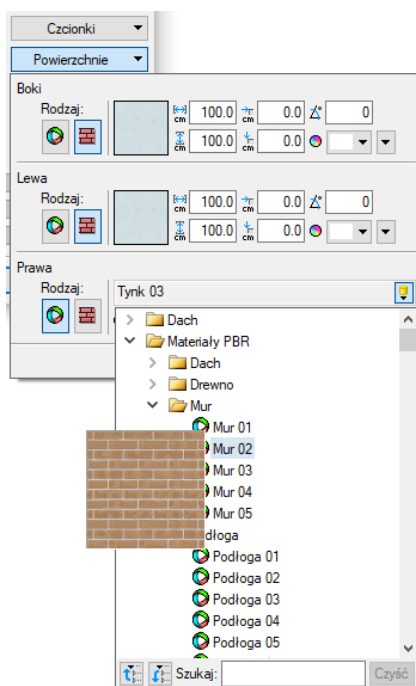 Czcionki
Powierzchnie
Boki
Rodzaj:
cm 100.0 cm 0.0 0
cm 100.0 cm 0.0
Lewa
Rodzaj:
cm 100.0 cm 0.0 0
cm 100.0 cm 0.0
Prawa
Rodzaj:
Tynk 03
Dach
Materiały PBR
Dach
Drewno
Mur
Mur 01
Mur 02
Mur 03
Mur 04
Mur 05
dłoga
Podłoga 01
Podłoga 02
Podłoga 03
Podłoga 04
Podłoga 05
Szukaj:
Czyść